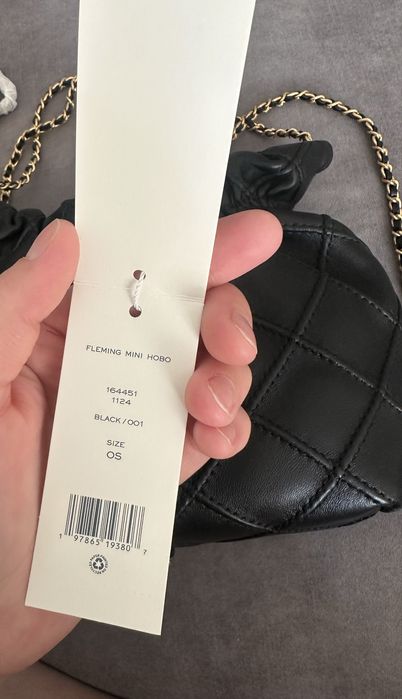 FLEMING MINI HOBO
164451
1124
BLACK/001
SIZE
OS
1 97865 19380 7